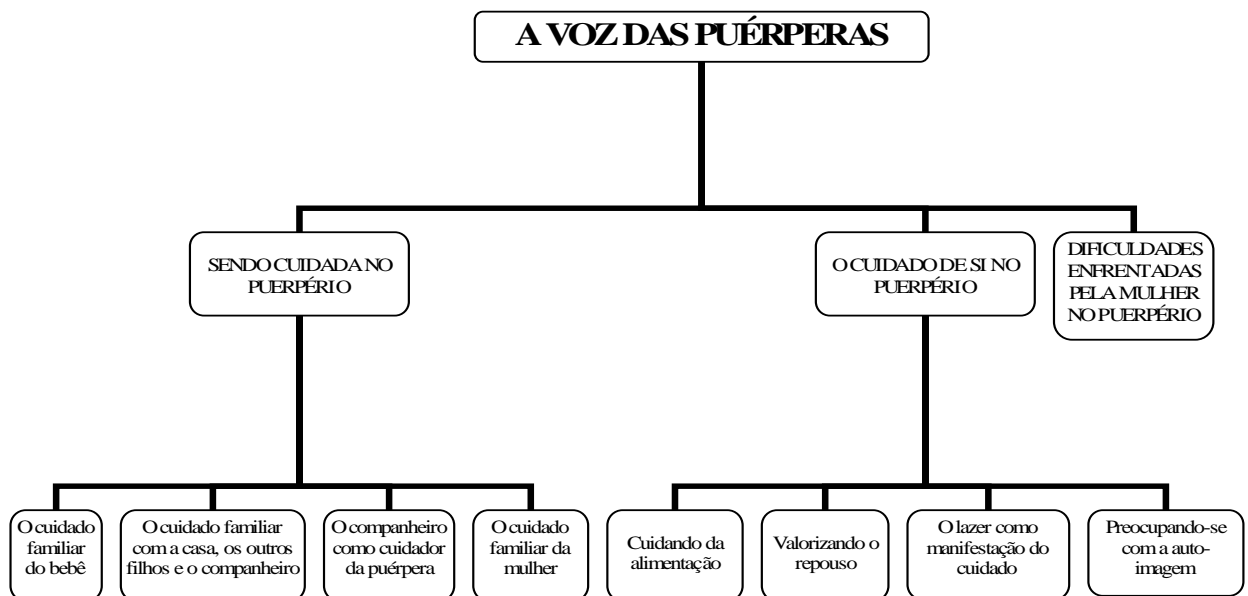 A VOZ DAS PUÉRPERAS
SENDO CUIDADA NO
PUERPÉRIO
O CUIDADO DE SI NO
PUERPÉRIO
DIFICULDADES
ENFRENTADAS
PELA MULHER
NO PUERPÉRIO
O cuidado
familiar
do bebê
O cuidado familiar
com a casa, os outros
filhos e o companheiro
O companheiro
como cuidador
da puérpera
O cuidado
familiar da
mulher
Cuidando da
alimentação
Valorizando o
repouso
O lazer como
manifestação do
cuidado
Preocupando-se
com a auto-
imagem